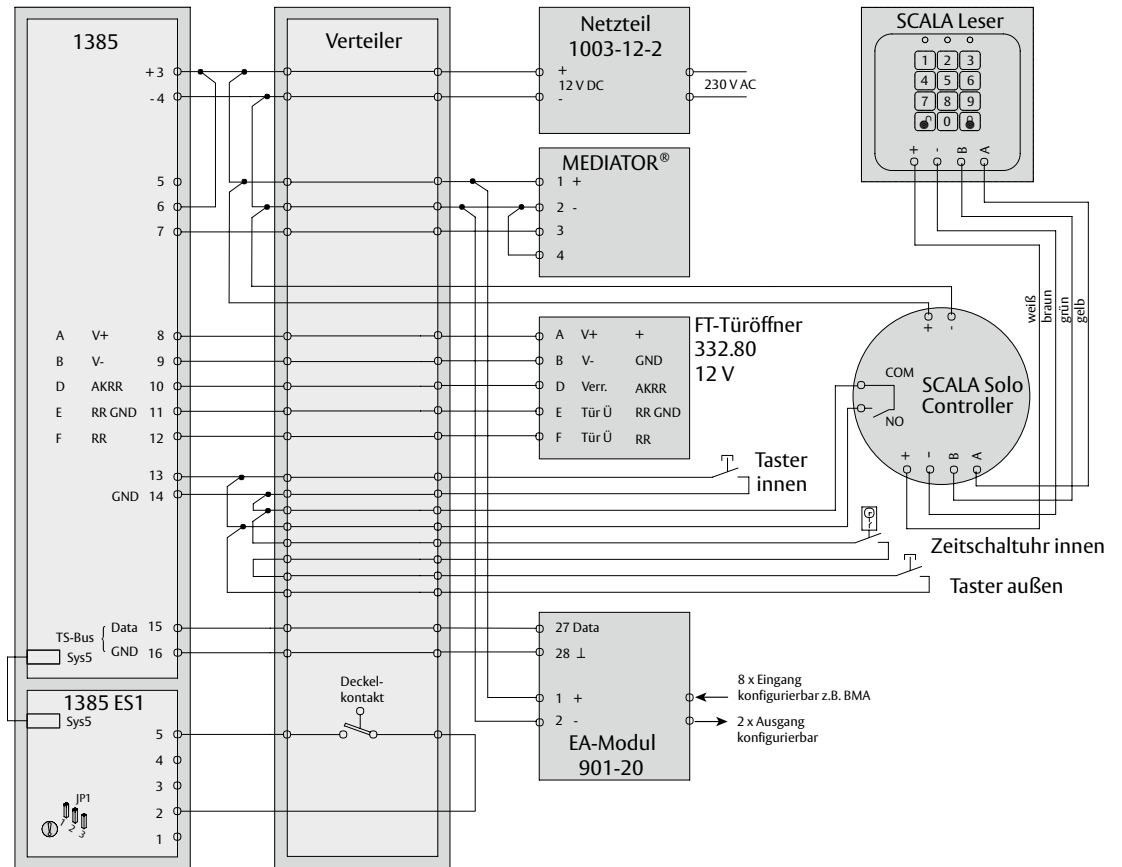 1385
+3
-4
5
6
7
A V+ 8
B V- 9
D AKRR 10
E RR GND 11
F RR 12
13
GND 14
TS-Bus { Data 15
GND 16
Sys5
1385 ES1
Sys5
5
4
3
2
1
JP1
1
2
3
Verteiler
Deckel-
kontakt
Netzteil
1003-12-2
+
12 V DC
-
230 V AC
MEDIATOR®
1 +
2 -
3
4
A V+ +
B V- GND
D Verr. AKRR
E Tür Ü RR GND
F Tür Ü RR
FT-Türöffner
332.80
12 V
Taster
innen
Zeitschaltuhr innen
Taster außen
27 Data
28 ⊥
1 +
2 -
EA-Modul
901-20
8 x Eingang
konfigurierbar z.B. BMA
2 x Ausgang
konfigurierbar
SCALA Leser
1 2 3
4 5 6
7 8 9
0
+ - B A
weiß
braun
grün
gelb
+ -
COM
NO
SCALA Solo
Controller
+ - B A